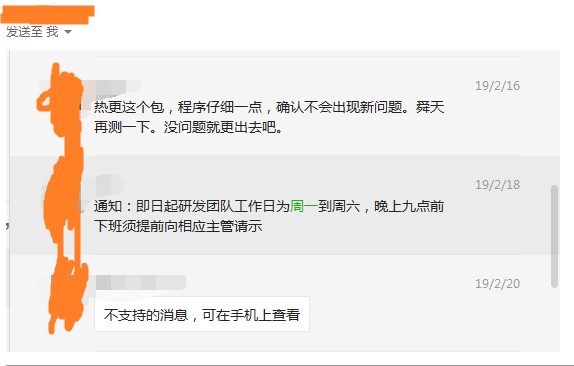 发送至 我
19/2/16
热更这个包，程序仔细一点，确认不会出现新问题。舜天
再测一下。没问题就更出去吧。
19/2/18
通知：即日起研发团队工作日为周一到周六，晚上九点前
下班须提前向相应主管请示
19/2/20
不支持的消息，可在手机上查看